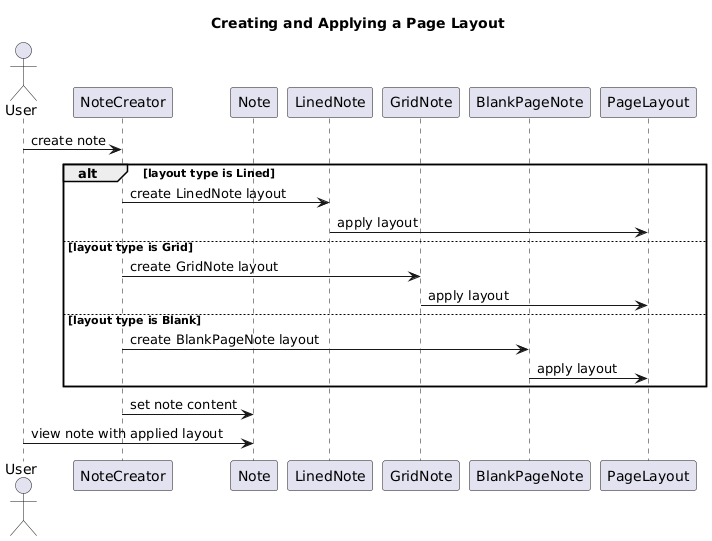 Creating and Applying a Page Layout
User
NoteCreator
Note
LinedNote
GridNote
BlankPageNote
PageLayout
create note
alt
[layout type is Lined]
create LinedNote layout
apply layout
[layout type is Grid]
create GridNote layout
apply layout
[layout type is Blank]
create BlankPageNote layout
apply layout
set note content
view note with applied layout
User
NoteCreator
Note
LinedNote
GridNote
BlankPageNote
PageLayout